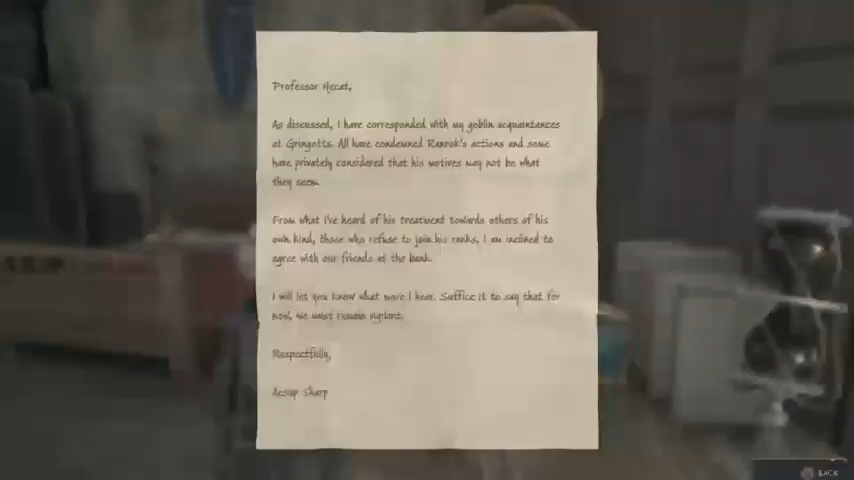 Professor Hecat,
As discussed, I have corresponded with my goblin acquaintances
at Gringotts. All have condemned Ranrok's actions and some
have privately considered that his motives may not be what
they seem.
From what I've heard of his treatment towards others of his
own kind, those who refuse to join his ranks, I am inclined to
agree with our friends at the bank.
I will let you know what more I hear. Suffice it to say that for
now, we must remain vigilant.
Respectfully,
Aesop Sharp
BACK